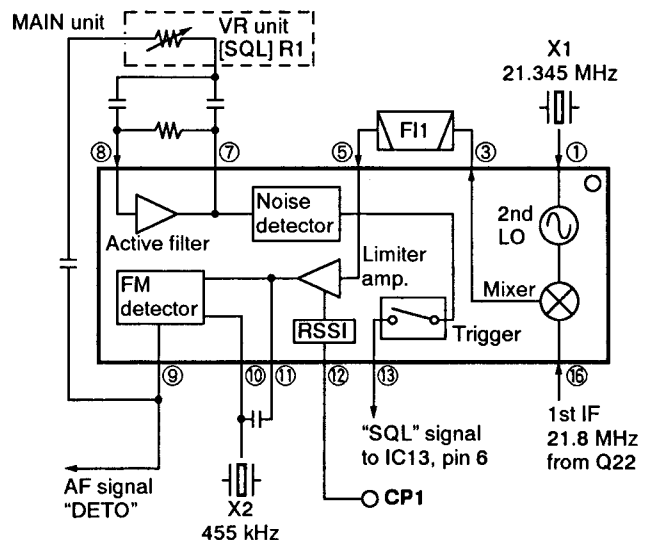 MAIN unit
VR unit
[SQL] R1
X1
21.345 MHz
FI1
⑧
⑦
⑤
③
①
Noise
detector
2nd
LO
Active filter
Limiter
amp.
FM
detector
Mixer
RSSI
Trigger
⑨
⑩
⑪
⑫
⑬
⑯
"SQL" signal
to IC13, pin 6
1st IF
21.8 MHz
from Q22
AF signal
"DETO"
X2
455 kHz
CP1